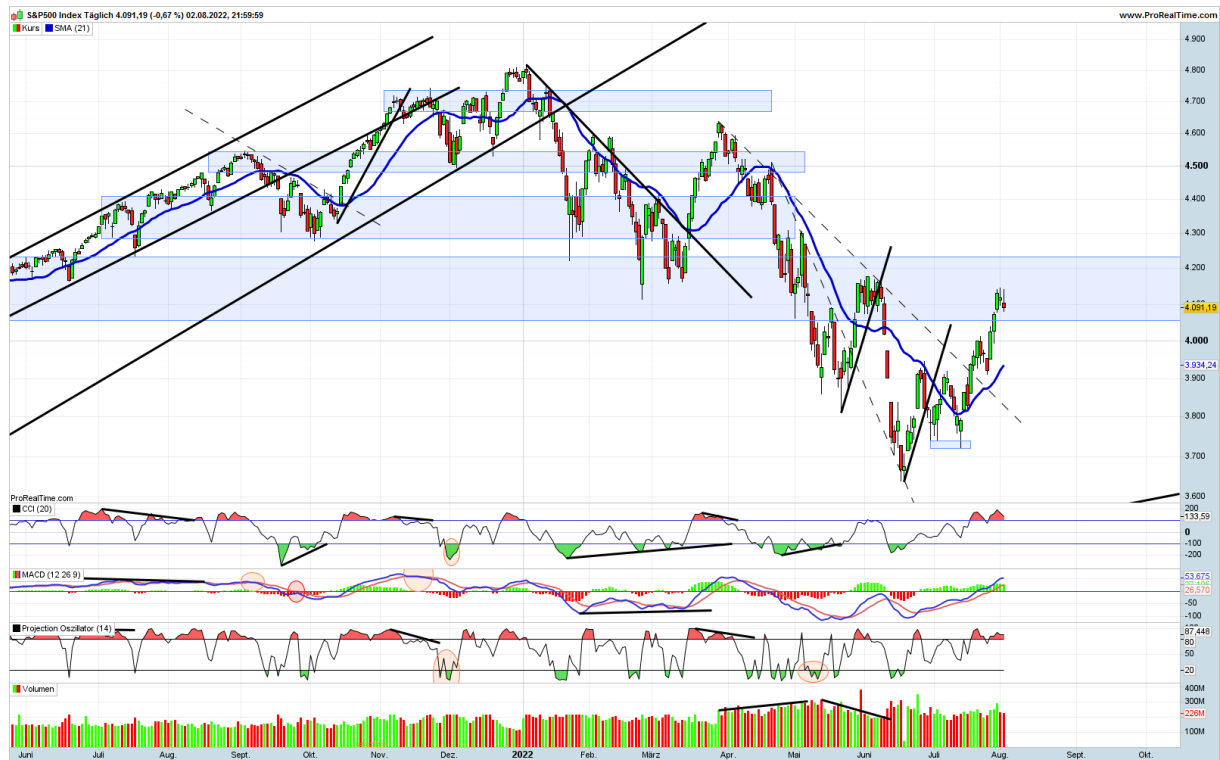 S&P500 Index Täglich 4.091,19 (-0,67 %) 02.08.2022, 21:59:59
www.ProRealTime.com
Kurs SMA (21)
4.900
4.800
4.700
4.600
4.500
4.400
4.300
4.200
4.091,19
4.000
3.934,24
3.900
3.800
3.700
3.600
ProRealTime.com
CCI (20)
200
133,59
0
-100
-200
MACD (12 26 9)
53,675
26,570
-50
-100
Projection Oszillator (14)
87,448
80
50
20
Volumen
400M
300M
226M
100M
Juni Juli Aug. Sept. Okt. Nov. Dez. 2022 Feb. März Apr. Mai Juni Juli Aug. Sept. Okt.